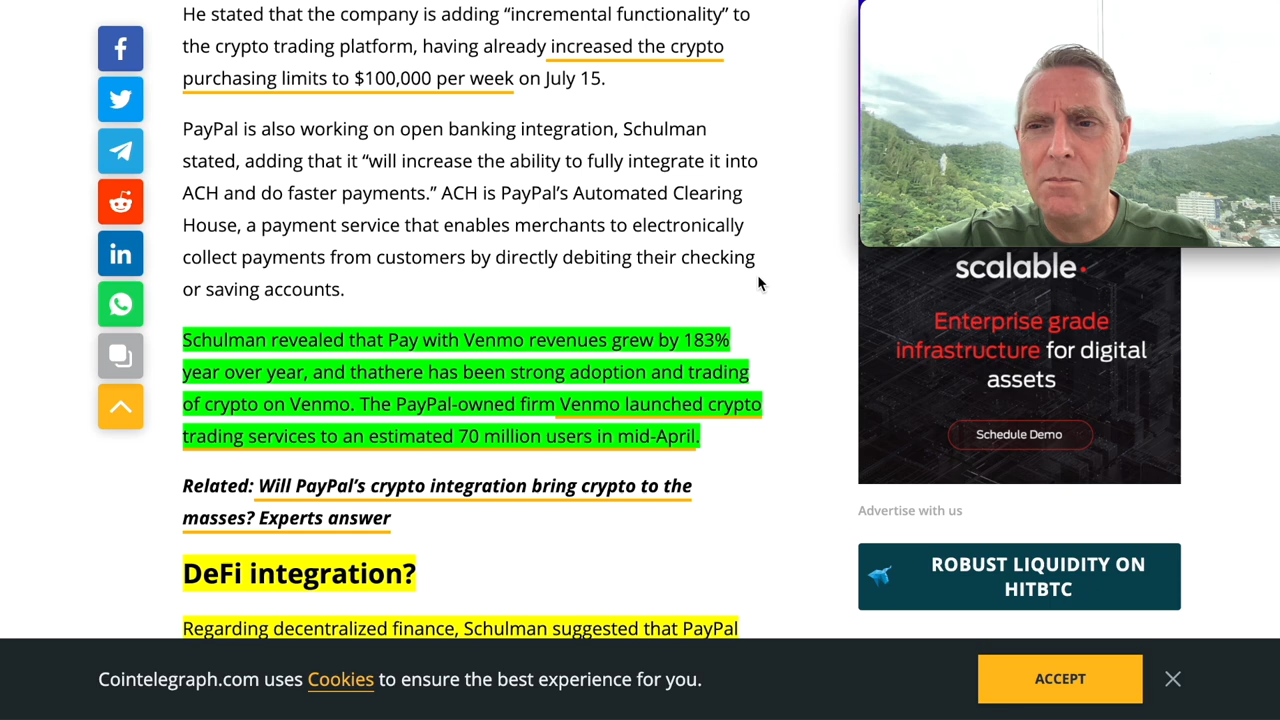 He stated that the company is adding “incremental functionality” to
the crypto trading platform, having already increased the crypto
purchasing limits to $100,000 per week on July 15.
PayPal is also working on open banking integration, Schulman
stated, adding that it “will increase the ability to fully integrate it into
ACH and do faster payments.” ACH is PayPal’s Automated Clearing
House, a payment service that enables merchants to electronically
collect payments from customers by directly debiting their checking
or saving accounts.
Schulman revealed that Pay with Venmo revenues grew by 183%
year over year, and thathere has been strong adoption and trading
of crypto on Venmo. The PayPal-owned firm Venmo launched crypto
trading services to an estimated 70 million users in mid-April.
Related: Will PayPal’s crypto integration bring crypto to the
masses? Experts answer
DeFi integration?
Regarding decentralized finance, Schulman suggested that PayPal
scalable.
Enterprise grade
infrastructure for digital
assets
Schedule Demo
Advertise with us
ROBUST LIQUIDITY ON
HITBTC
Cointelegraph.com uses Cookies to ensure the best experience for you.
ACCEPT